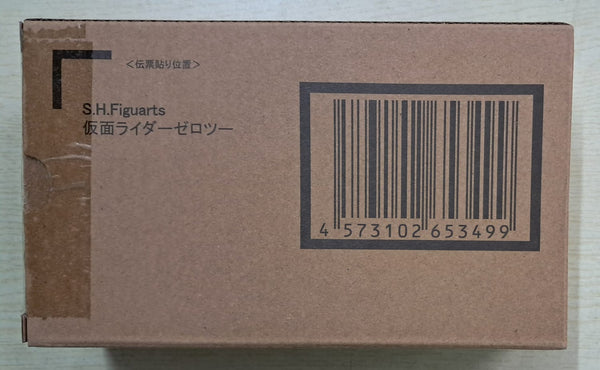 <伝票貼り位置>
S.H.Figuarts
仮面ライダーゼロツー
4 573102 653499